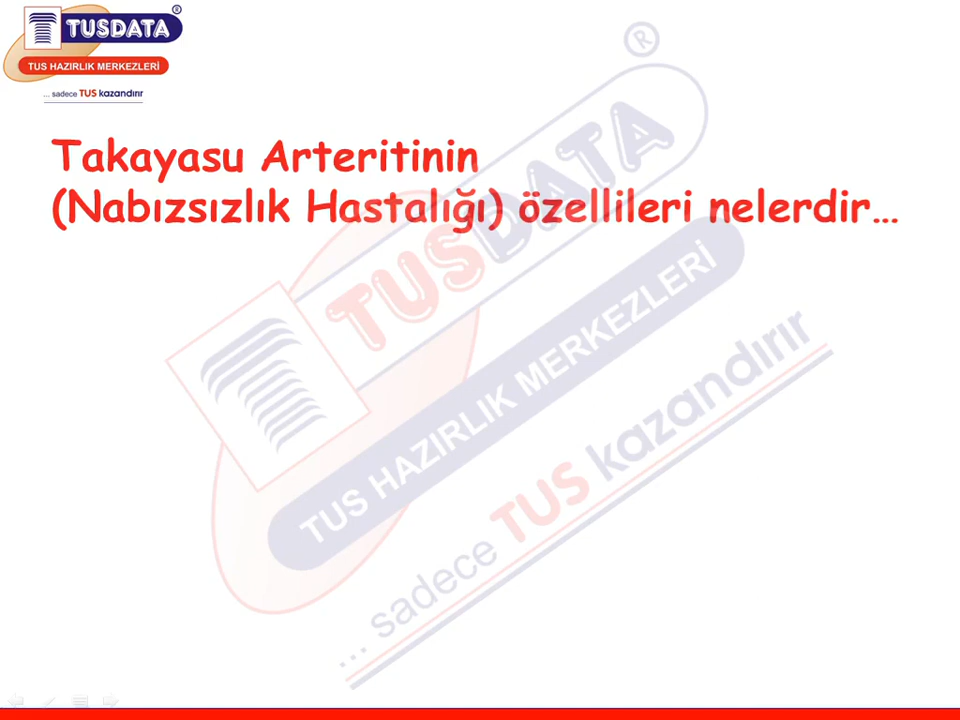 TUSDATA®
TUS HAZIRLIK MERKEZLERİ
... sadece TUS kazandırır
Takayasu Arteritinin
(Nabızsızlık Hastalığı) özellileri nelerdir…
TUSDATA®
TUS HAZIRLIK MERKEZLERİ
... sadece TUS kazandırır